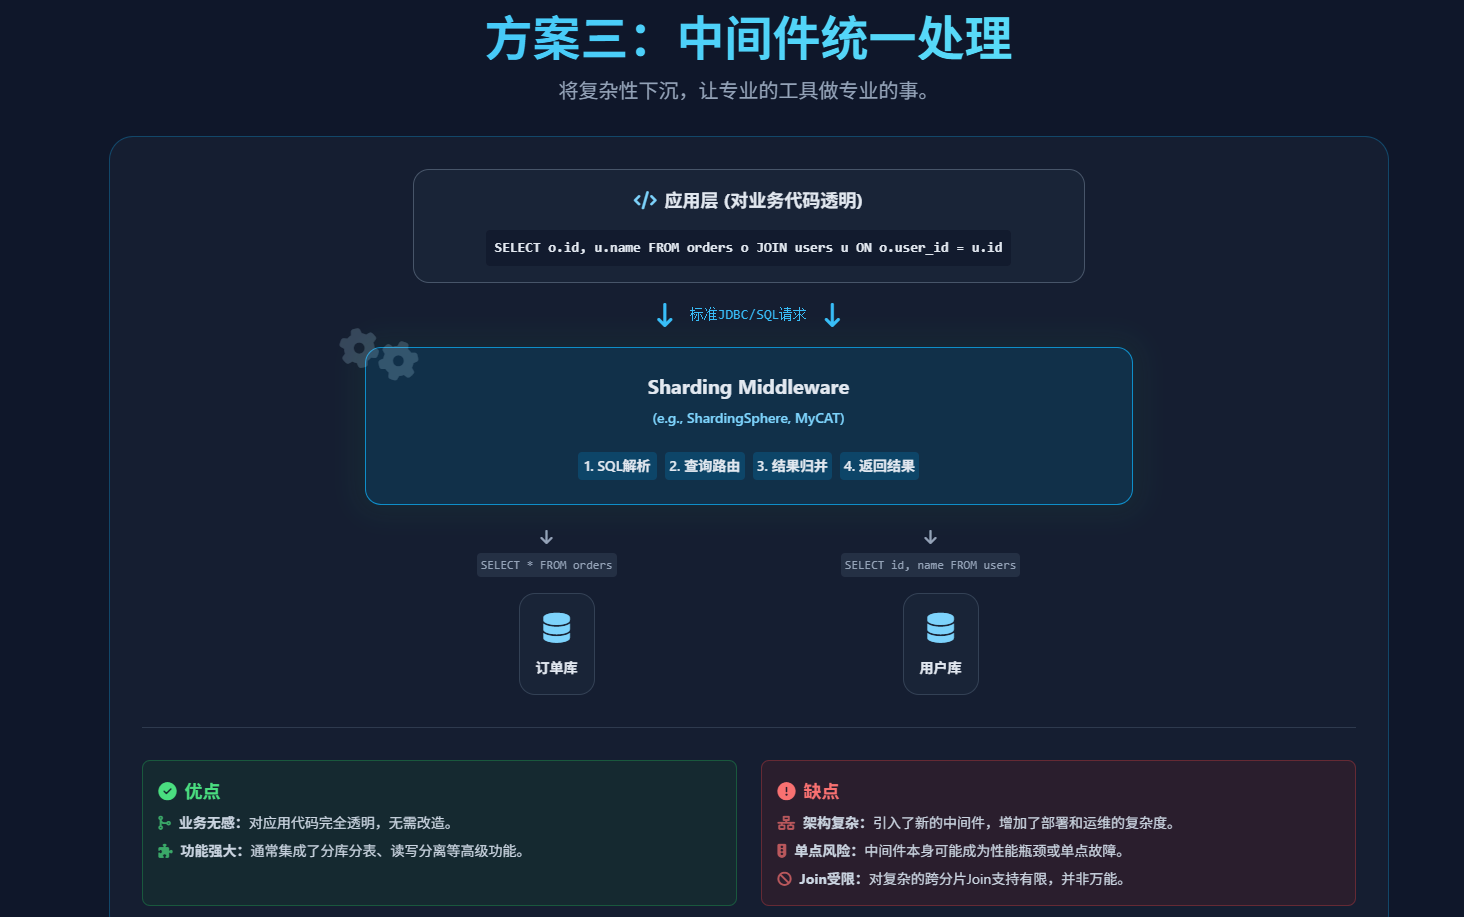 方案三：中间件统一处理
将复杂性下沉，让专业的工具做专业的事。
应用层 (对业务代码透明)
SELECT o.id, u.name FROM orders o JOIN users u ON o.user_id = u.id
标准JDBC/SQL请求
Sharding Middleware
(e.g., ShardingSphere, MyCAT)
1. SQL解析 2. 查询路由 3. 结果归并 4. 返回结果
SELECT * FROM orders
SELECT id, name FROM users
订单库
用户库
优点
业务无感：对应用代码完全透明，无需改造。
功能强大：通常集成了分库分表、读写分离等高级功能。
缺点
架构复杂：引入了新的中间件，增加了部署和运维的复杂度。
单点风险：中间件本身可能成为性能瓶颈或单点故障。
Join受限：对复杂的跨分片Join支持有限，并非万能。